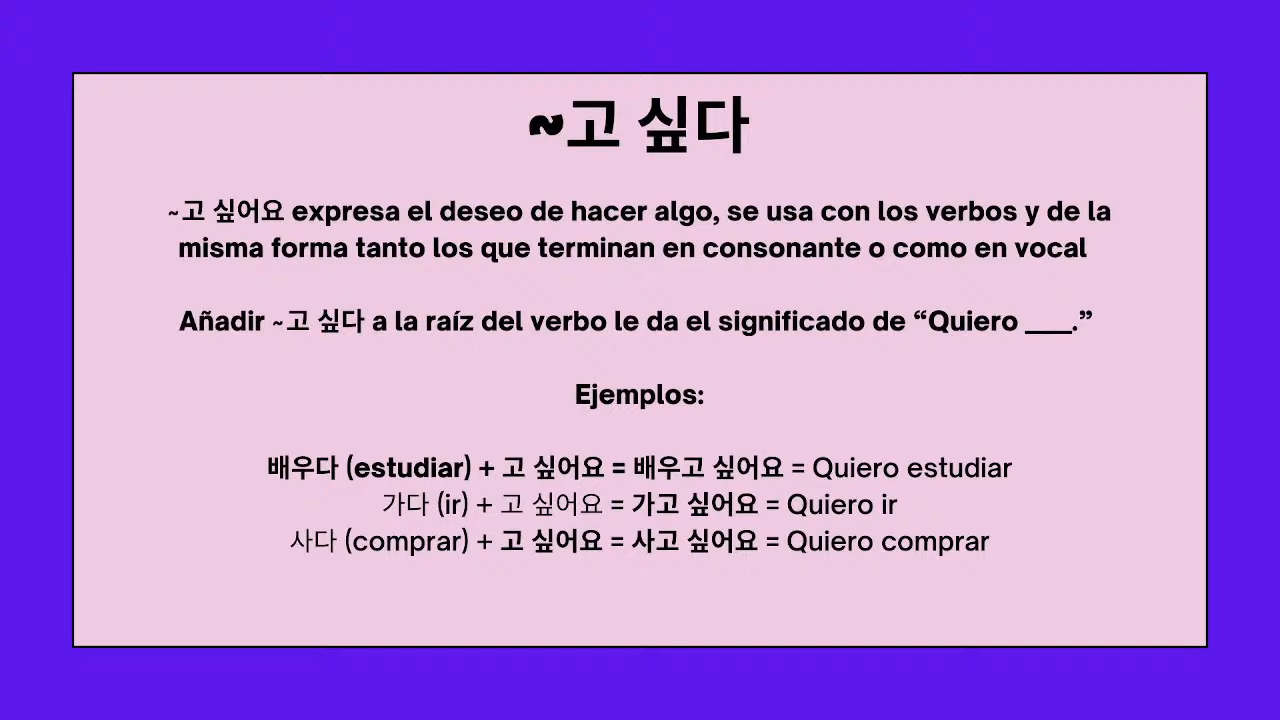 ~고 싶다
~고 싶어요 expresa el deseo de hacer algo, se usa con los verbos y de la
misma forma tanto los que terminan en consonante o como en vocal
Añadir ~고 싶다 a la raíz del verbo le da el significado de “Quiero ____.”
Ejemplos:
배우다 (estudiar) + 고 싶어요 = 배우고 싶어요 = Quiero estudiar
가다 (ir) + 고 싶어요 = 가고 싶어요 = Quiero ir
사다 (comprar) + 고 싶어요 = 사고 싶어요 = Quiero comprar